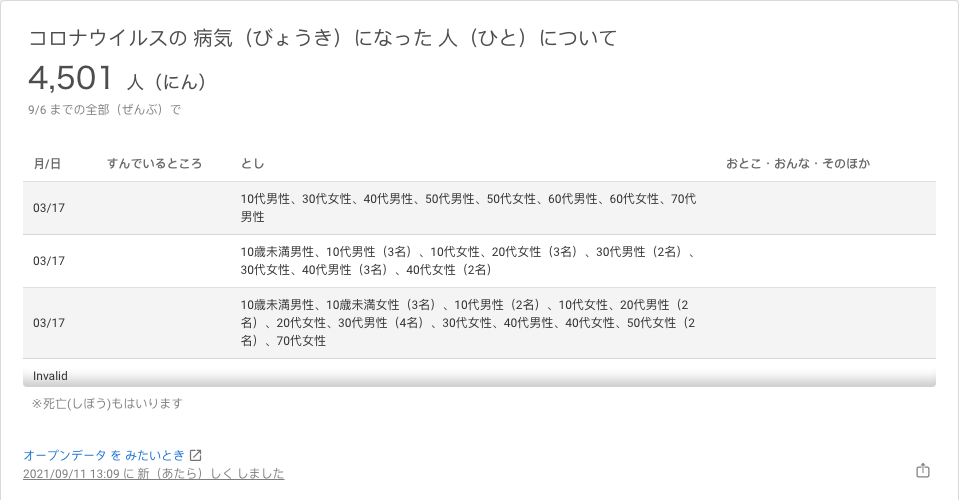 コロナウイルスの 病気（びょうき）になった 人（ひと）について
4,501 人（にん）
9/6 までの全部（ぜんぶ）で
月/日 すんでいるところ とし おとこ・おんな・そのほか
03/17
10代男性、30代女性、40代男性、50代男性、50代女性、60代男性、60代女性、70代
男性
03/17
10歳未満男性、10代男性（3名）、10代女性、20代女性（3名）、30代男性（2名）、
30代女性、40代男性（3名）、40代女性（2名）
03/17
10歳未満男性、10歳未満女性（3名）、10代男性（2名）、10代女性、20代男性（2
名）、20代女性、30代男性（4名）、30代女性、40代男性、40代女性、50代女性（2
名）、70代女性
Invalid
※死亡(しぼう)もはいります
オープンデータ を みたいとき
2021/09/11 13:09 に 新（あたら）しく しました